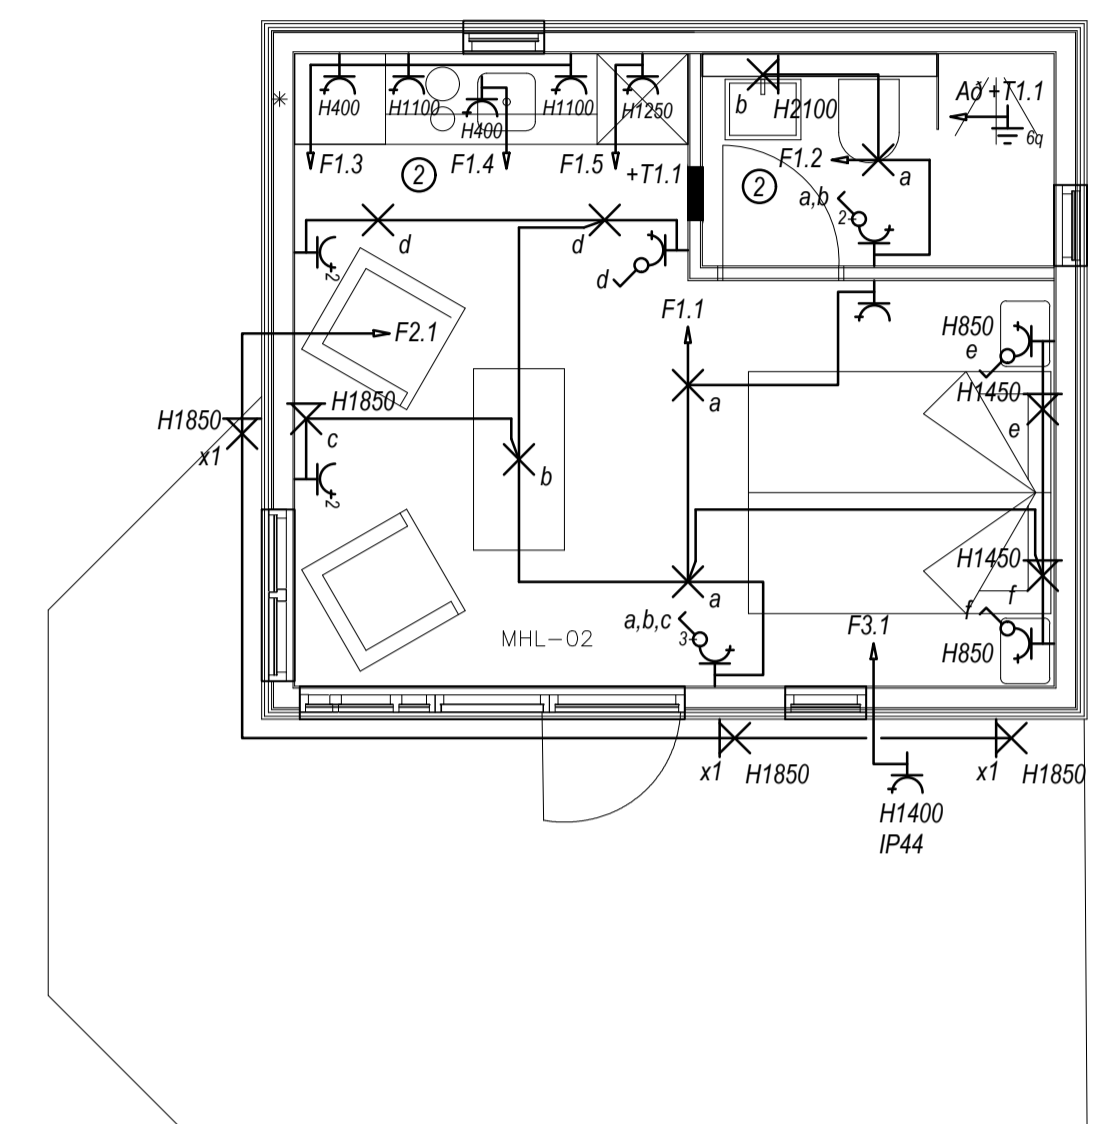 H400
H1100
H400
H1100
H1250
b
H2100
Að +T1.1
6q
F1.3
F1.4
F1.5
+T1.1
F1.2
a
2
2
a,b
2
d
d
d
2
F1.1
F2.1
H850
e
H1850
H1850
c
x1
a
H1450
e
b
2
H1450
f
f
a
a,b,c
3
MHL-02
F3.1
H850
x1
H1850
x1
H1850
H1400
IP44